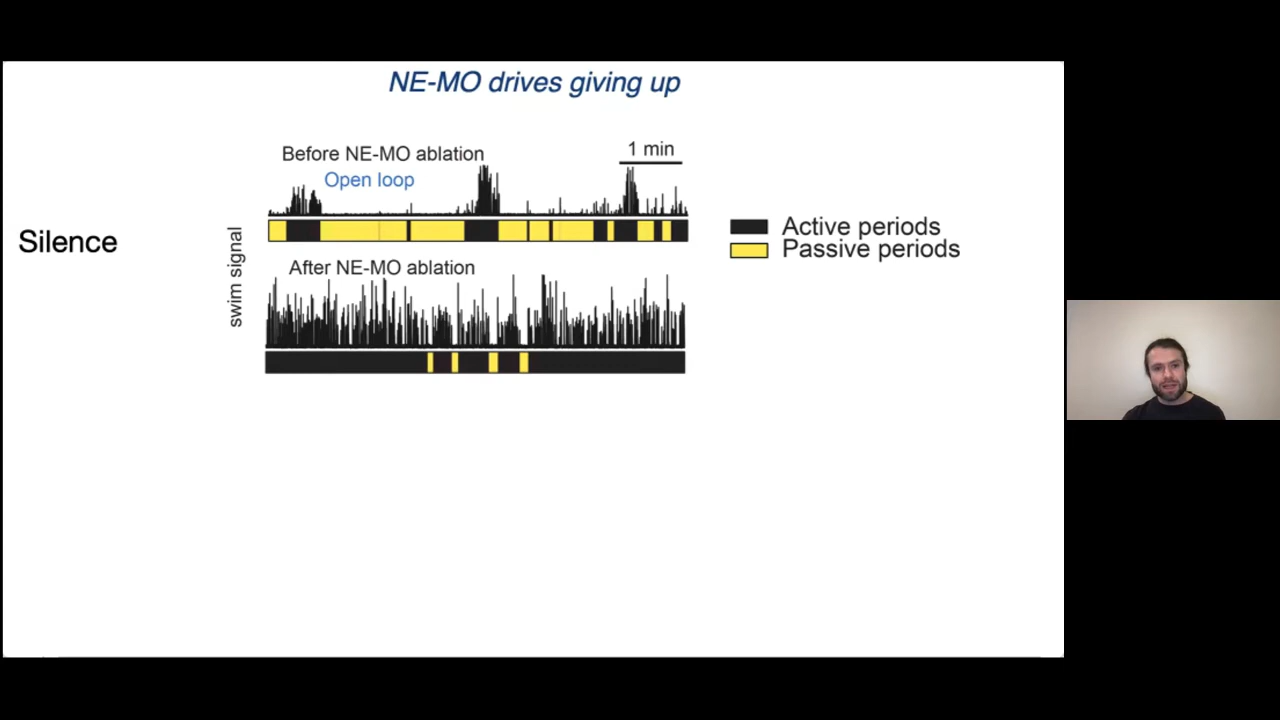 NE-MO drives giving up
Before NE-MO ablation
1 min
Open loop
Silence
swim signal
After NE-MO ablation
Active periods
Passive periods